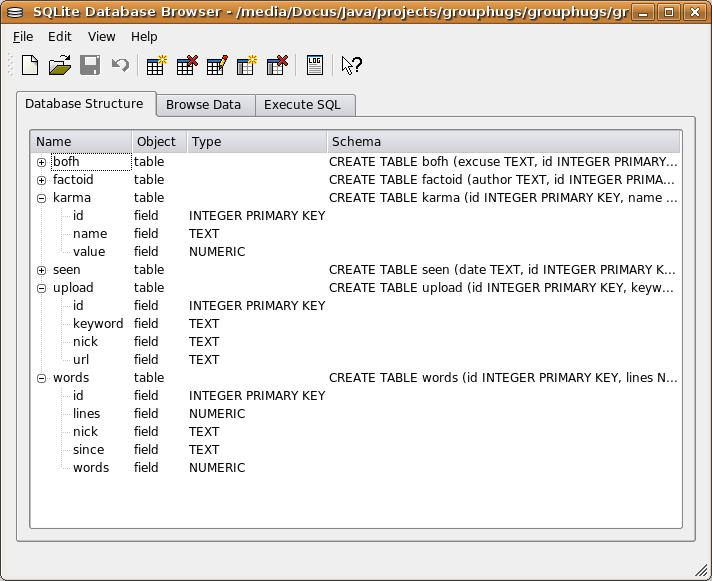 SQLite Database Browser - /media/Docus/Java/projects/grouphugs/grouphugs/gr
File Edit View Help
LOG
Database Structure Browse Data Execute SQL
Name Object Type Schema
bofh table CREATE TABLE bofh (excuse TEXT, id INTEGER PRIMARY...
factoid table CREATE TABLE factoid (author TEXT, id INTEGER PRIMA...
karma table CREATE TABLE karma (id INTEGER PRIMARY KEY, name ...
id field INTEGER PRIMARY KEY
name field TEXT
value field NUMERIC
seen table CREATE TABLE seen (date TEXT, id INTEGER PRIMARY K...
upload table CREATE TABLE upload (id INTEGER PRIMARY KEY, keyw...
id field INTEGER PRIMARY KEY
keyword field TEXT
nick field TEXT
url field TEXT
words table CREATE TABLE words (id INTEGER PRIMARY KEY, lines N...
id field INTEGER PRIMARY KEY
lines field NUMERIC
nick field TEXT
since field TEXT
words field NUMERIC